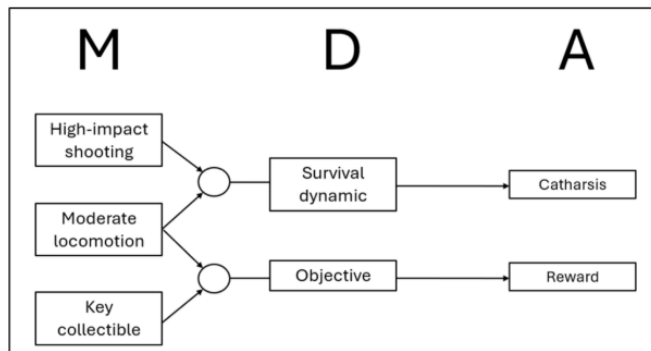 M
D
A
High-impact
shooting
Survival
dynamic
Catharsis
Moderate
locomotion
Objective
Reward
Key
collectible